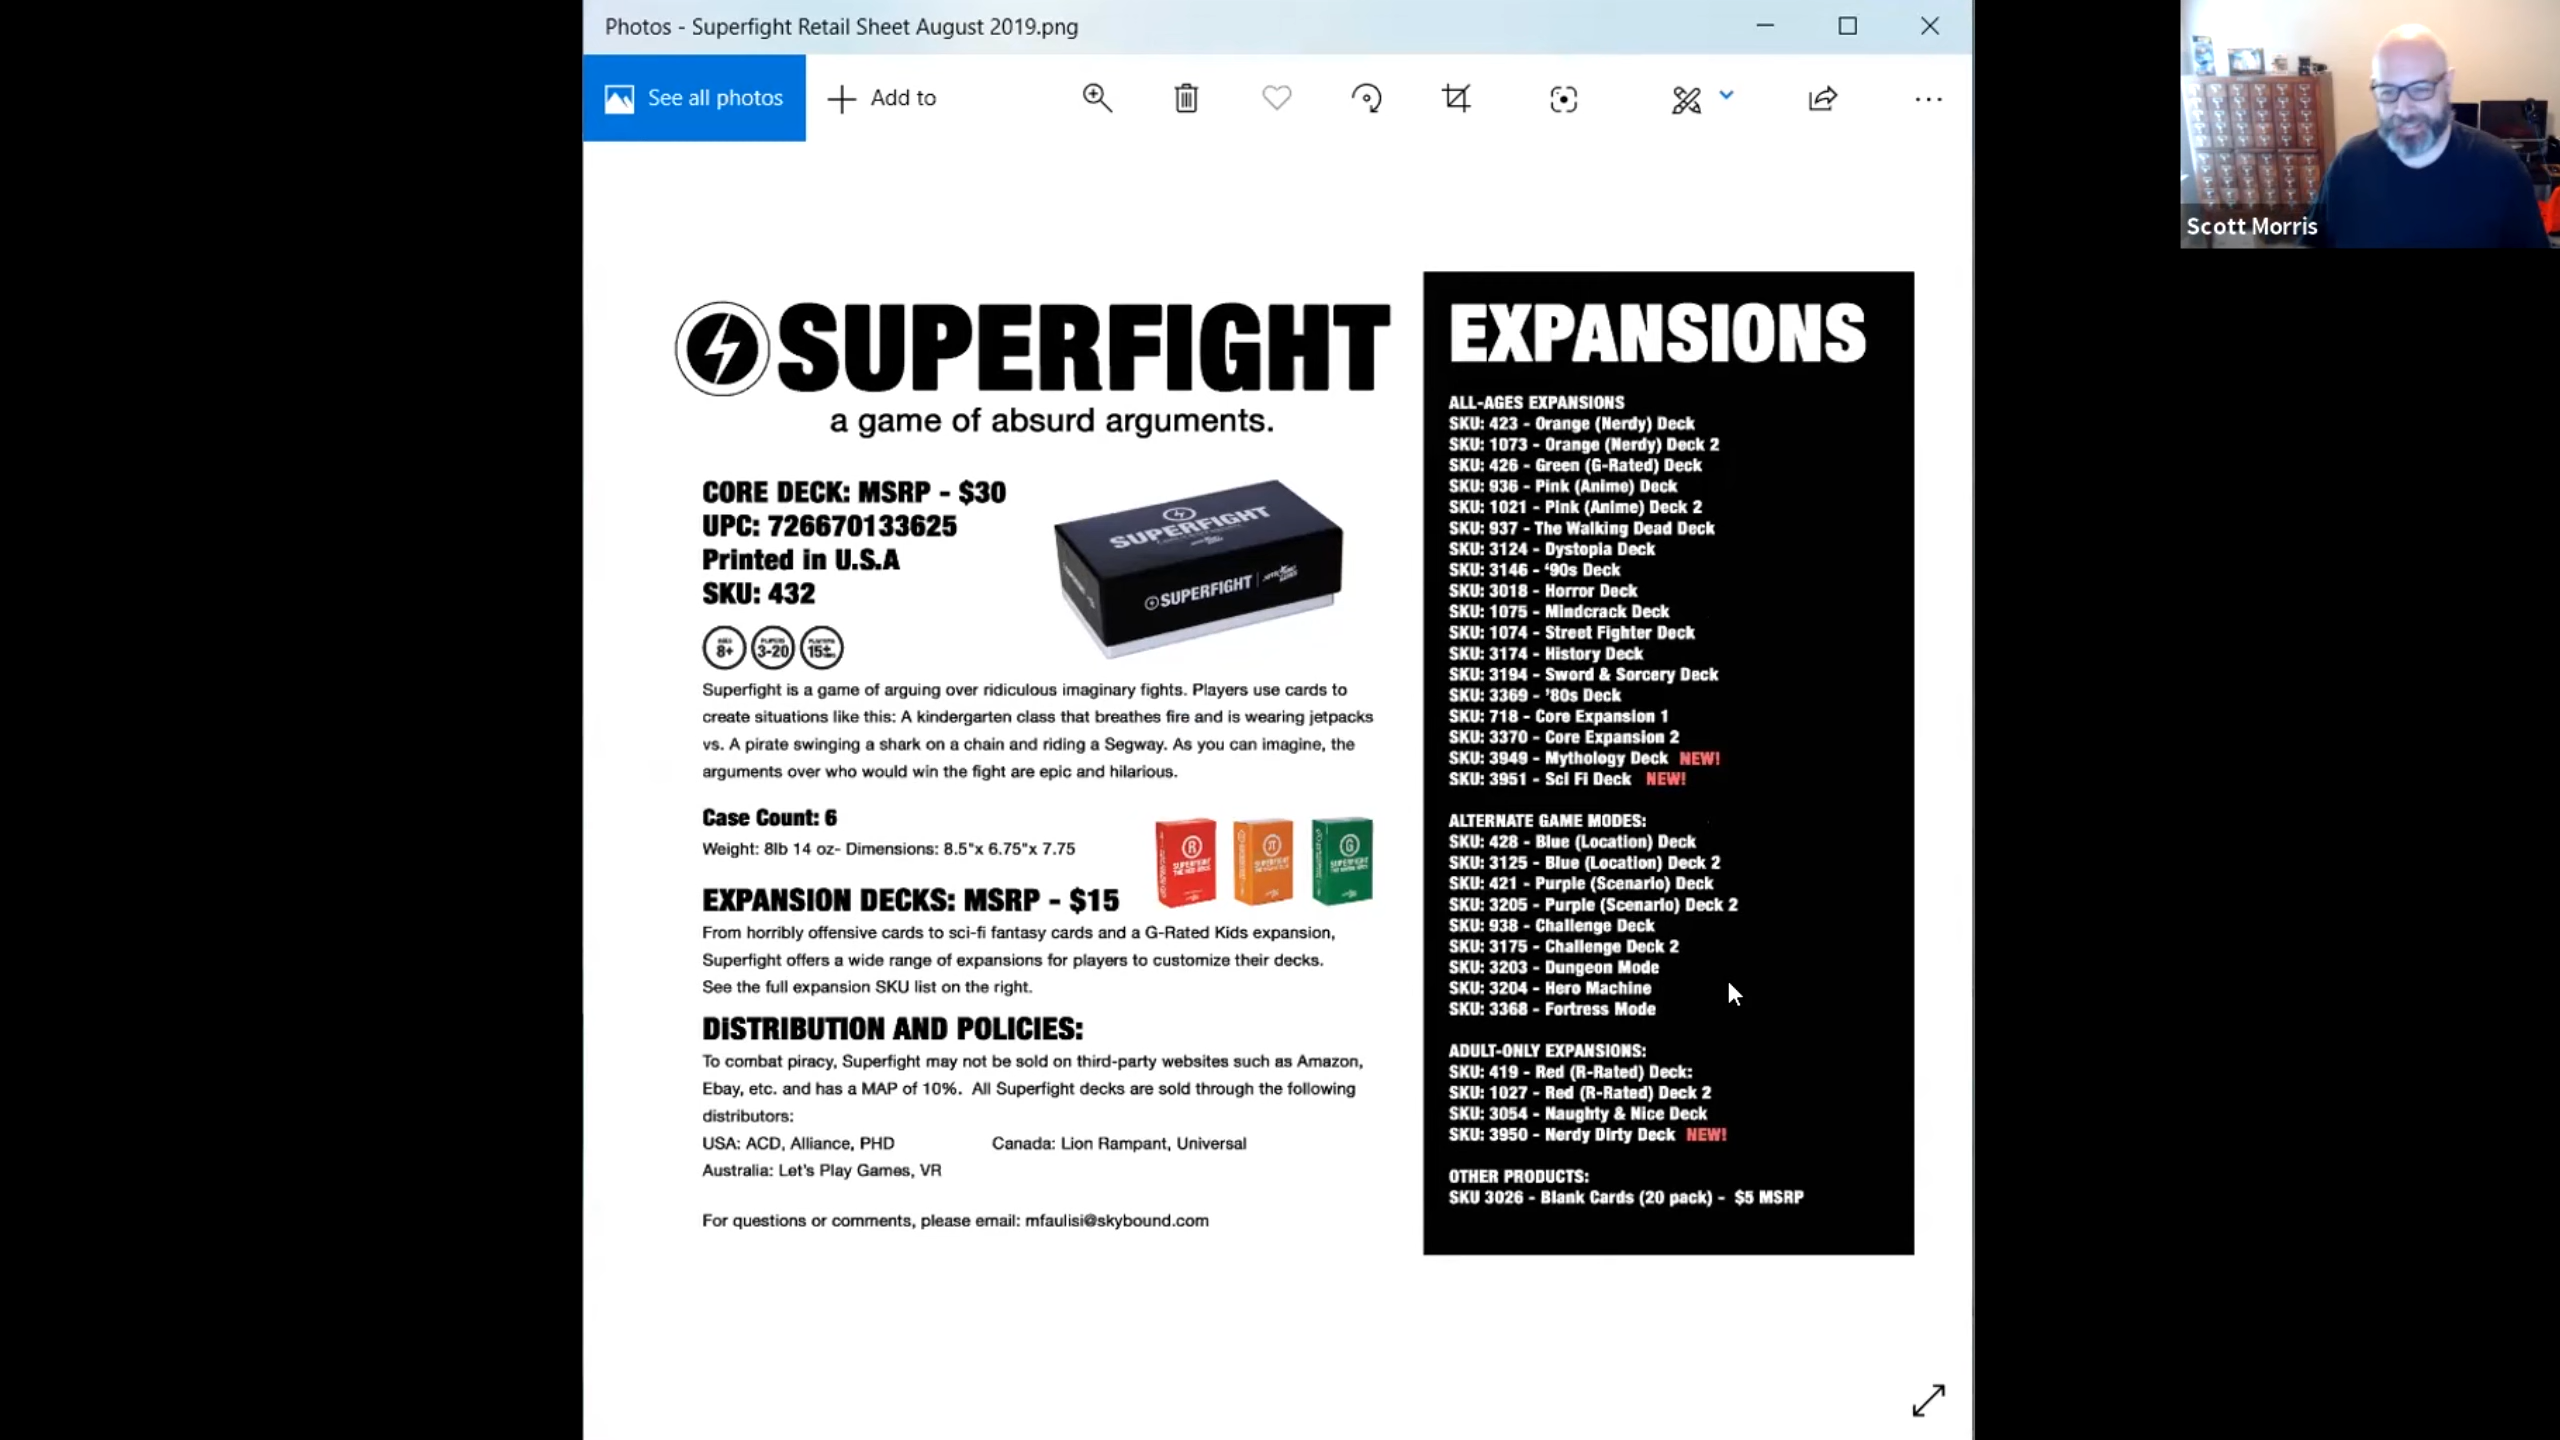 Photos - Superfight Retail Sheet August 2019.png
See all photos
Add to
Scott Morris
SUPERFIGHT
a game of absurd arguments.
CORE DECK: MSRP - $30
UPC: 726670133625
Printed in U.S.A
SKU: 432
SUPERFIGHT
SUPERFIGHT
AGES
8+
PLAYERS
3-20
15+
Superfight is a game of arguing over ridiculous imaginary fights. Players use cards to
create situations like this: A kindergarten class that breathes fire and is wearing jetpacks
vs. A pirate swinging a shark on a chain and riding a Segway. As you can imagine, the
arguments over who would win the fight are epic and hilarious.
Case Count: 6
Weight: 8lb 14 oz- Dimensions: 8.5"x 6.75"x 7.75
R
SUPERFIGHT
THE RED DECK
π
SUPERFIGHT
G
SUPERFIGHT
EXPANSION DECKS: MSRP - $15
From horribly offensive cards to sci-fi fantasy cards and a G-Rated Kids expansion,
Superfight offers a wide range of expansions for players to customize their decks.
See the full expansion SKU list on the right.
DiSTRIBUTION AND POLICIES:
To combat piracy, Superfight may not be sold on third-party websites such as Amazon,
Ebay, etc. and has a MAP of 10%.  All Superfight decks are sold through the following
distributors:
USA: ACD, Alliance, PHD
Canada: Lion Rampant, Universal
Australia: Let's Play Games, VR
For questions or comments, please email: mfaulisi@skybound.com
EXPANSIONS
ALL-AGES EXPANSIONS
SKU: 423 - Orange (Nerdy) Deck
SKU: 1073 - Orange (Nerdy) Deck 2
SKU: 426 - Green (G-Rated) Deck
SKU: 936 - Pink (Anime) Deck
SKU: 1021 - Pink (Anime) Deck 2
SKU: 937 - The Walking Dead Deck
SKU: 3124 - Dystopia Deck
SKU: 3146 - ‘90s Deck
SKU: 3018 - Horror Deck
SKU: 1075 - Mindcrack Deck
SKU: 1074 - Street Fighter Deck
SKU: 3174 - History Deck
SKU: 3194 - Sword & Sorcery Deck
SKU: 3369 - ’80s Deck
SKU: 718 - Core Expansion 1
SKU: 3370 - Core Expansion 2
SKU: 3949 - Mythology Deck NEW!
SKU: 3951 - Sci Fi Deck NEW!
ALTERNATE GAME MODES:
SKU: 428 - Blue (Location) Deck
SKU: 3125 - Blue (Location) Deck 2
SKU: 421 - Purple (Scenario) Deck
SKU: 3205 - Purple (Scenario) Deck 2
SKU: 938 - Challenge Deck
SKU: 3175 - Challenge Deck 2
SKU: 3203 - Dungeon Mode
SKU: 3204 - Hero Machine
SKU: 3368 - Fortress Mode
ADULT-ONLY EXPANSIONS:
SKU: 419 - Red (R-Rated) Deck:
SKU: 1027 - Red (R-Rated) Deck 2
SKU: 3054 - Naughty & Nice Deck
SKU: 3950 - Nerdy Dirty Deck NEW!
OTHER PRODUCTS:
SKU 3026 - Blank Cards (20 pack) - $5 MSRP